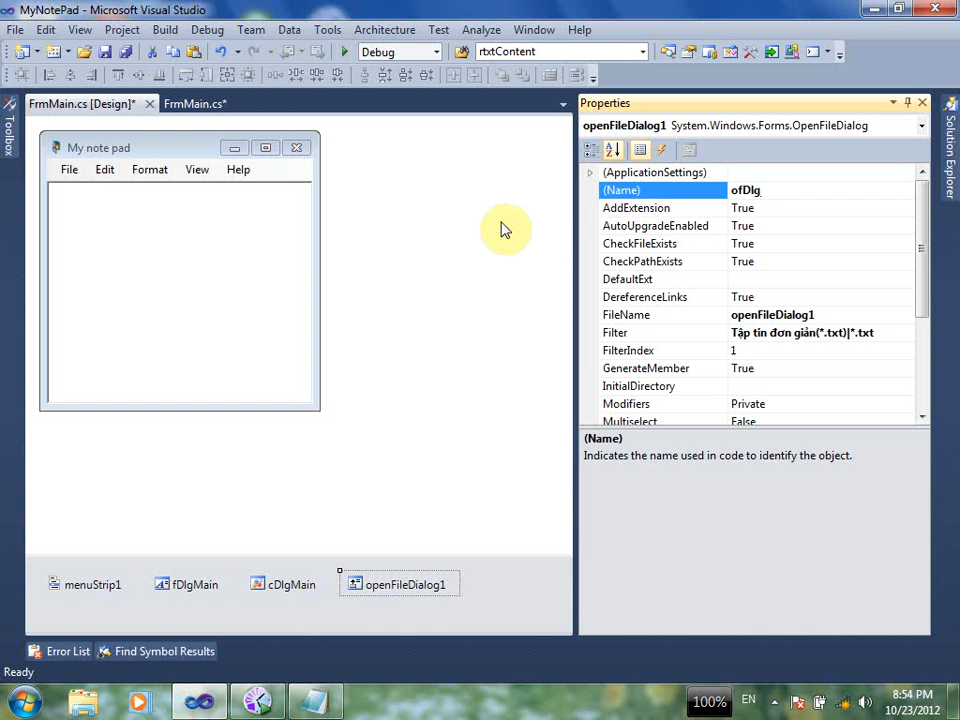 MyNotePad - Microsoft Visual Studio
File Edit View Project Build Debug Team Data Tools Architecture Test Analyze Window Help
Debug rtxtContent
FrmMain.cs [Design]* FrmMain.cs*
Toolbox
My note pad
File Edit Format View Help
Properties
openFileDialog1 System.Windows.Forms.OpenFileDialog
(ApplicationSettings)
(Name) ofDlg
AddExtension True
AutoUpgradeEnabled True
CheckFileExists True
CheckPathExists True
DefaultExt
DereferenceLinks True
FileName openFileDialog1
Filter Tập tin đơn giản(*.txt)|*.txt
FilterIndex 1
GenerateMember True
InitialDirectory
Modifiers Private
Multiselect False
(Name)
Indicates the name used in code to identify the object.
Solution Explorer
menuStrip1 fDlgMain cDlgMain openFileDialog1
Error List Find Symbol Results
Ready
100% EN 8:54 PM
10/23/2012